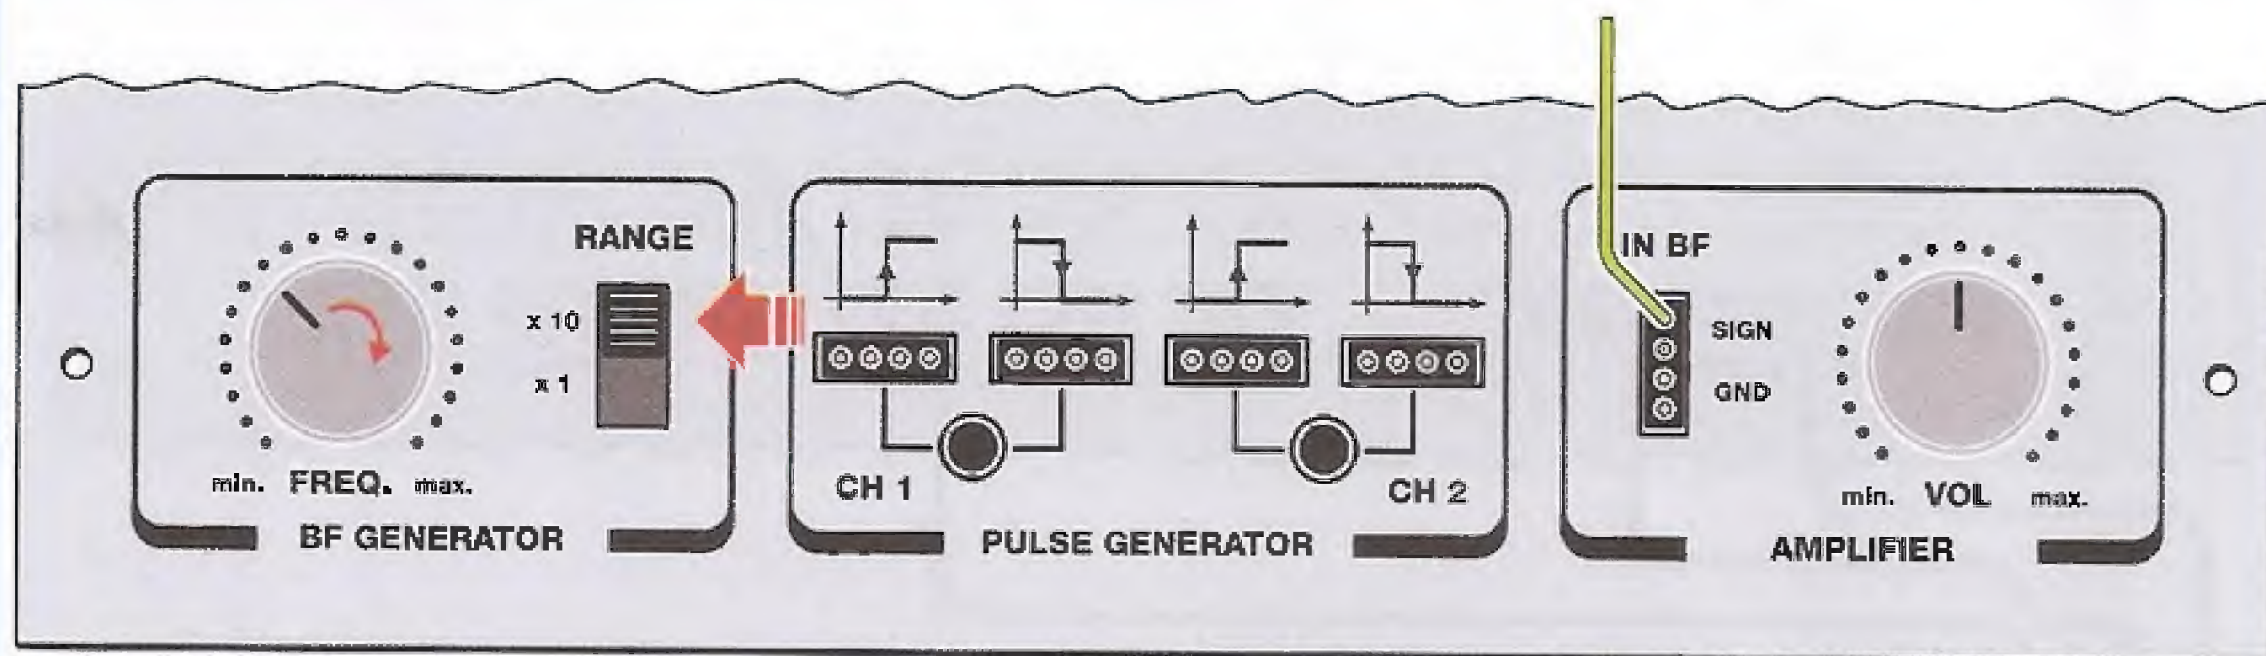 RANGE
x 10
x 1
min. FREQ. max.
BF GENERATOR
CH 1
CH 2
PULSE GENERATOR
IN BF
SIGN
GND
min. VOL max.
AMPLIFIER